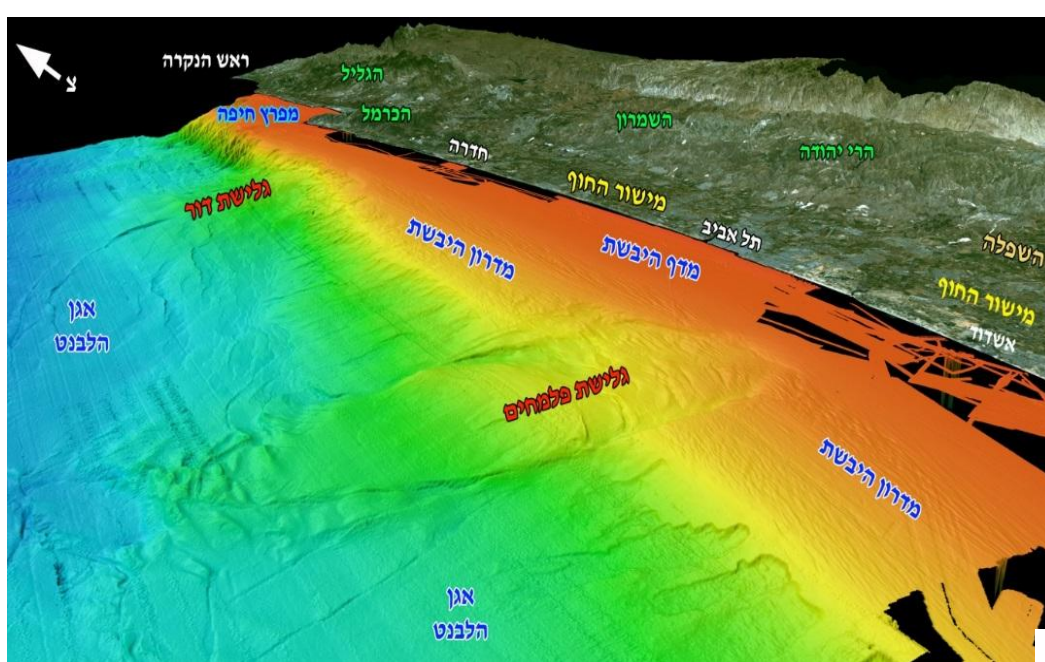 צ
ראש הנקרה
הגליל
מפרץ חיפה
הכרמל
השמרון
הרי יהודה
חדרה
מישור החוף
גלישת דור
תל אביב
מדרון היבשת
מדף היבשת
השפלה
מישור החוף
אשדוד
אגן
הלבנט
גלישת פלמחים
מדרון היבשת
אגן
הלבנט